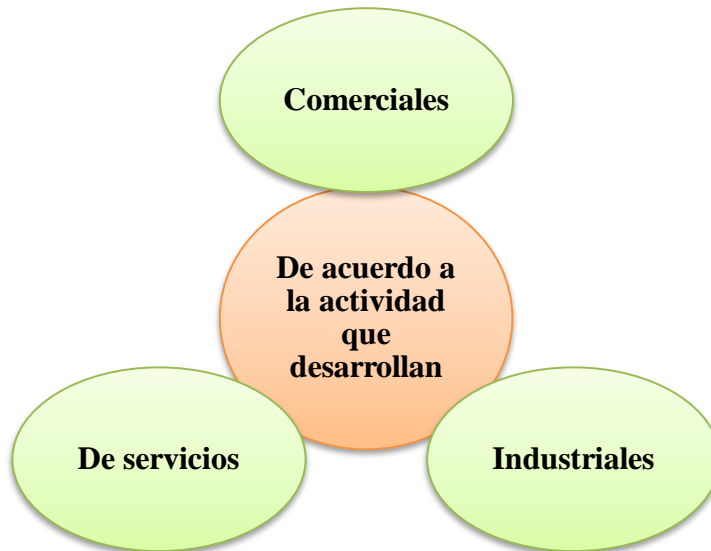 Comerciales
De acuerdo a
la actividad
que
desarrollan
De servicios
Industriales